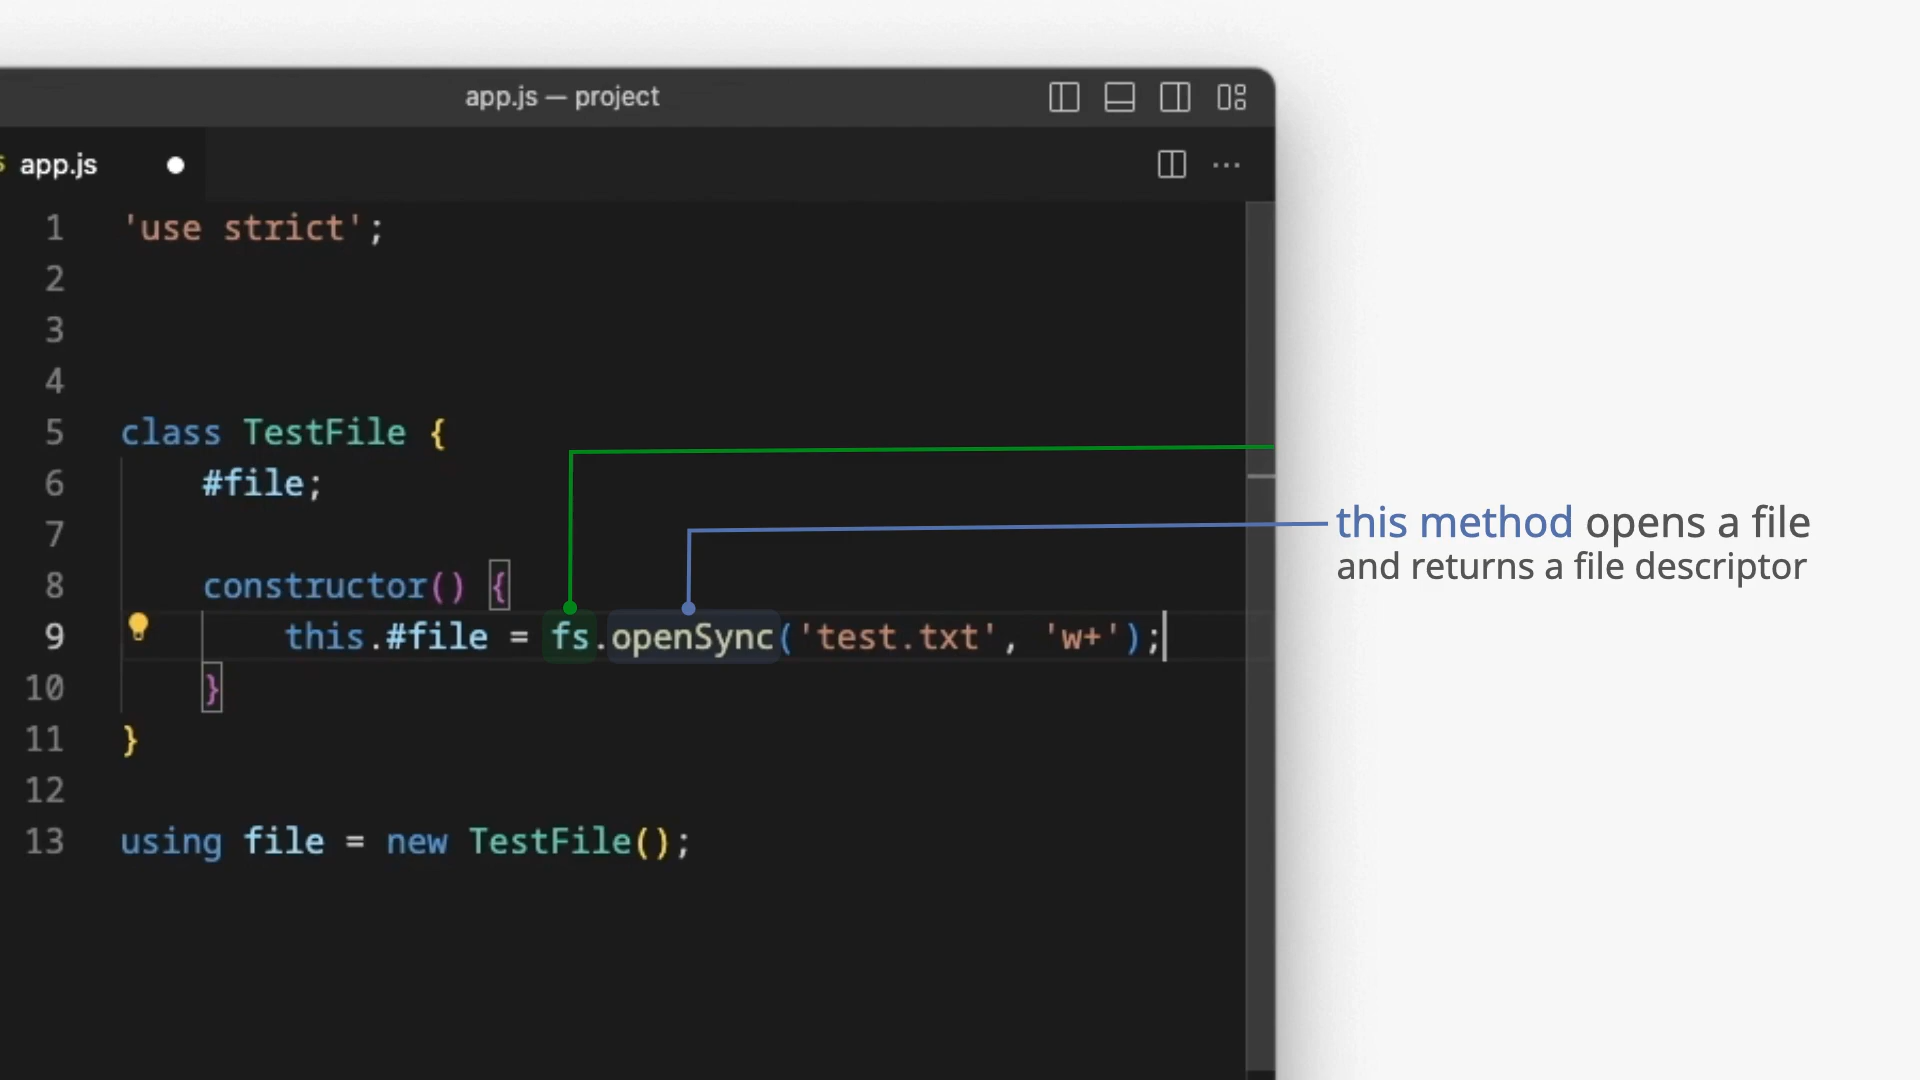 app.js — project
app.js
1 'use strict';
2
3
4
5 class TestFile {
6 #file;
7
8 constructor() {
9 this.#file = fs.openSync('test.txt', 'w+');
10 }
11 }
12
13 using file = new TestFile();
this method opens a file
and returns a file descriptor